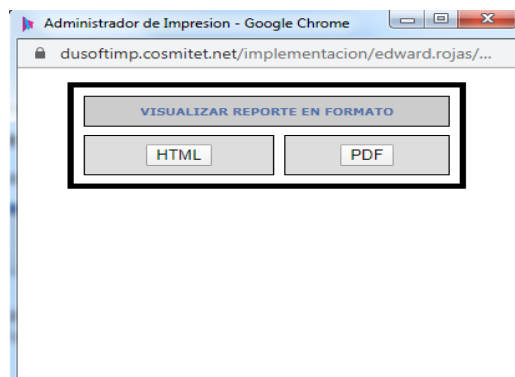 Administrador de Impresion - Google Chrome
dusoftimp.cosmitet.net/implementacion/edward.rojas/...
VISUALIZAR REPORTE EN FORMATO
HTML PDF